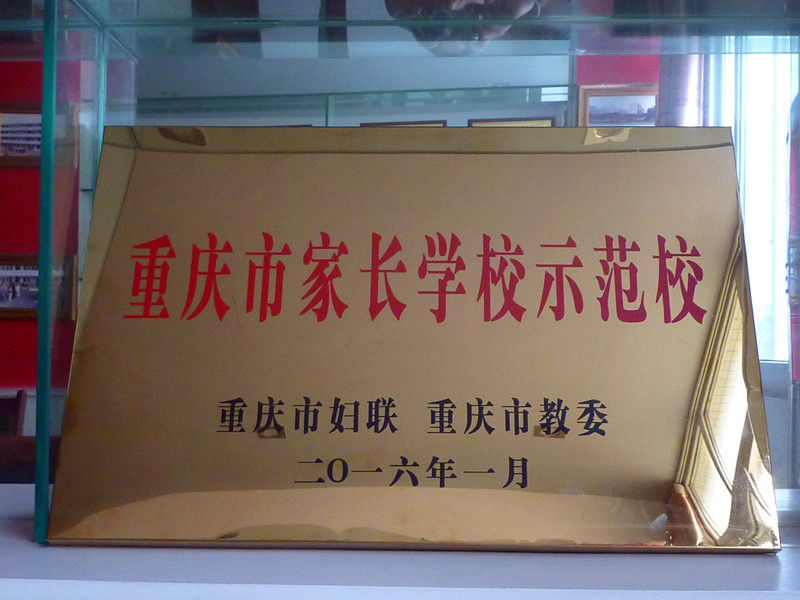 重庆市家长学校示范校
重庆市妇联 重庆市教委
二〇一六年一月